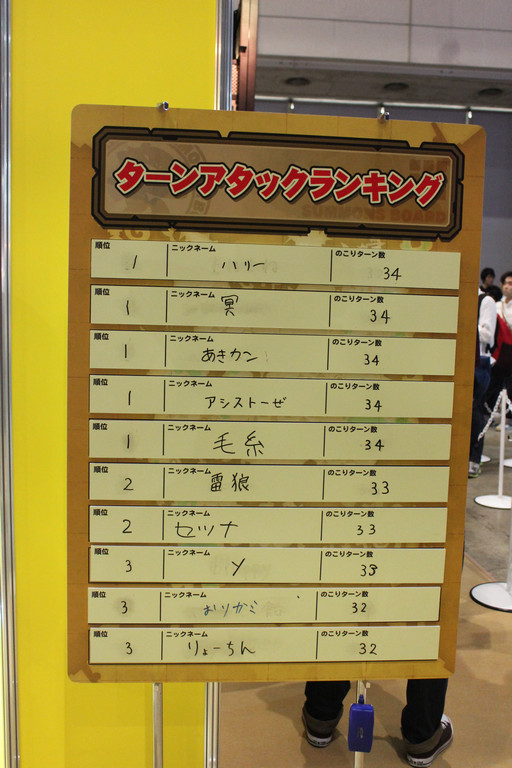 ターンアタックランキング
SUMMONS BOARD
順位 1 ニックネーム ハリー のこりターン数 34
順位 1 ニックネーム 冥 のこりターン数 34
順位 1 ニックネーム あきカン のこりターン数 34
順位 1 ニックネーム アシストーぜ のこりターン数 34
順位 1 ニックネーム 毛糸 のこりターン数 34
順位 2 ニックネーム 雷狼 のこりターン数 33
順位 2 ニックネーム セツナ のこりターン数 33
順位 3 ニックネーム Y のこりターン数
順位 3 ニックネーム おりガミ のこりターン数 32
順位 3 ニックネーム りょーちん のこりターン数 32